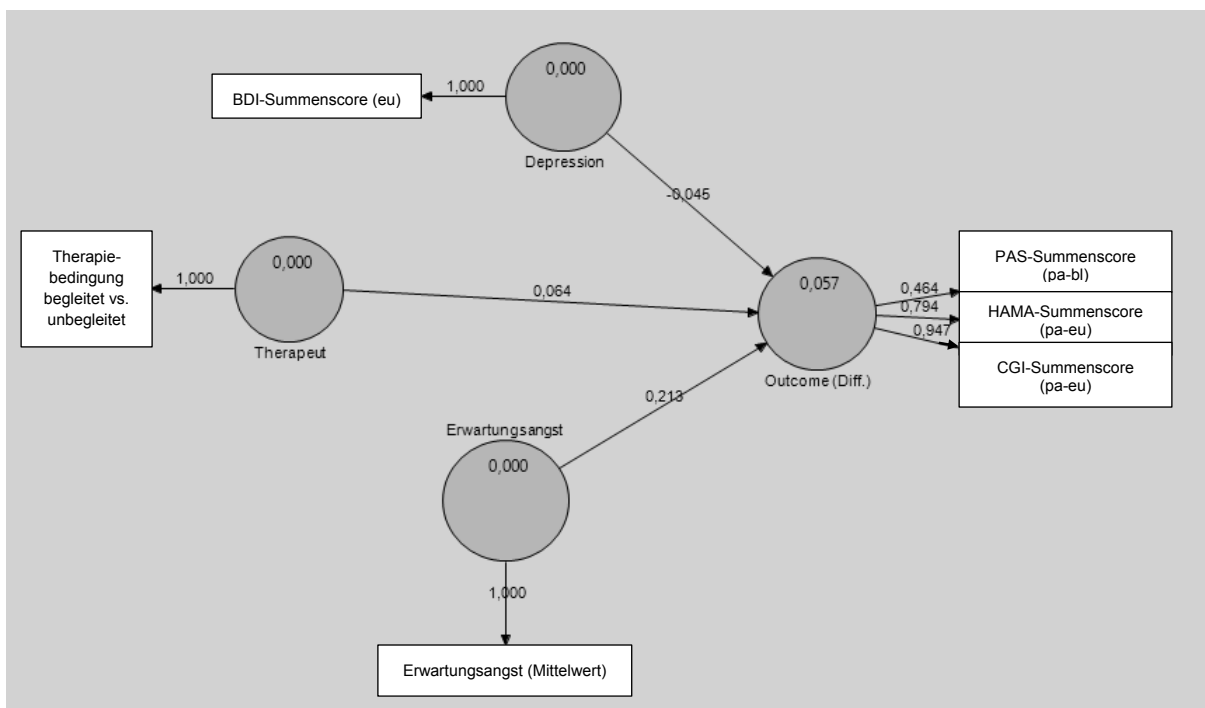 0,000
1,000
BDI-Summenscore (eu)
Depression
-0,045
Therapie-
bedingung
begleitet vs.
unbegleitet
1,000
0,000
Therapeut
0,064
0,057
Outcome (Diff.)
PAS-Summenscore
(pa-bl)
0,464
0,794
HAMA-Summenscore
(pa-eu)
0,947
CGI-Summenscore
(pa-eu)
0,213
Erwartungsangst
0,000
1,000
Erwartungsangst (Mittelwert)